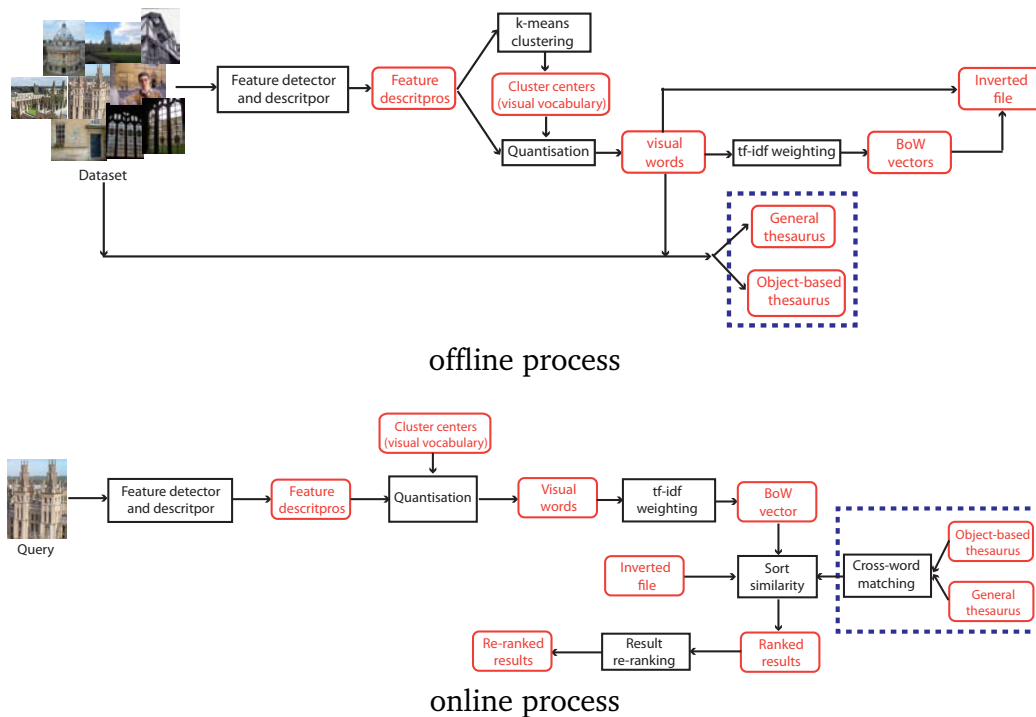 k-means
clustering
Feature detector
and descritpor
Feature
descritpros
Cluster centers
(visual vocabulary)
Inverted
file
Quantisation
visual
words
tf-idf weighting
BoW
vectors
Dataset
General
thesaurus
Object-based
thesaurus
offline process
Cluster centers
(visual vocabulary)
Feature detector
and descritpor
Feature
descritpros
Quantisation
Visual
words
tf-idf
weighting
BoW
vector
Query
Inverted
file
Sort
similarity
Cross-word
matching
Object-based
thesaurus
General
thesaurus
Re-ranked
results
Result
re-ranking
Ranked
results
online process